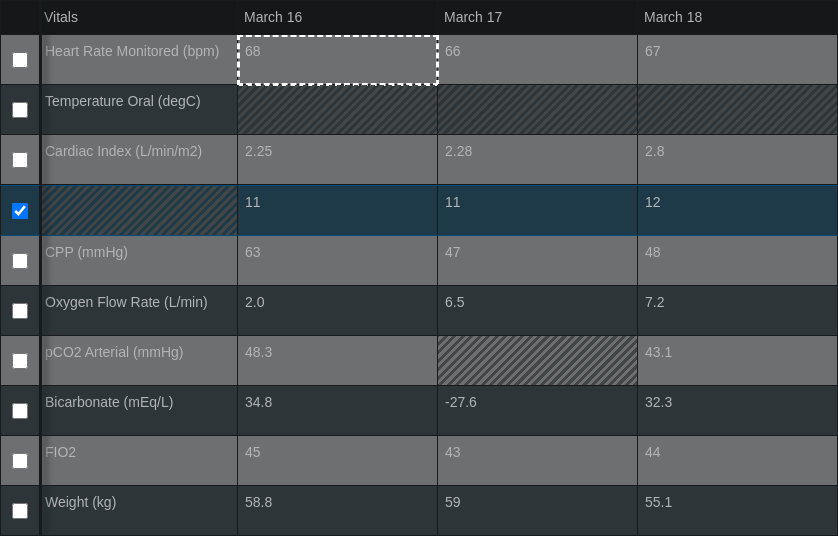 Vitals March 16 March 17 March 18
Heart Rate Monitored (bpm) 68 66 67
Temperature Oral (degC)
Cardiac Index (L/min/m2) 2.25 2.28 2.8
11 11 12
CPP (mmHg) 63 47 48
Oxygen Flow Rate (L/min) 2.0 6.5 7.2
pCO2 Arterial (mmHg) 48.3 43.1
Bicarbonate (mEq/L) 34.8 -27.6 32.3
FIO2 45 43 44
Weight (kg) 58.8 59 55.1